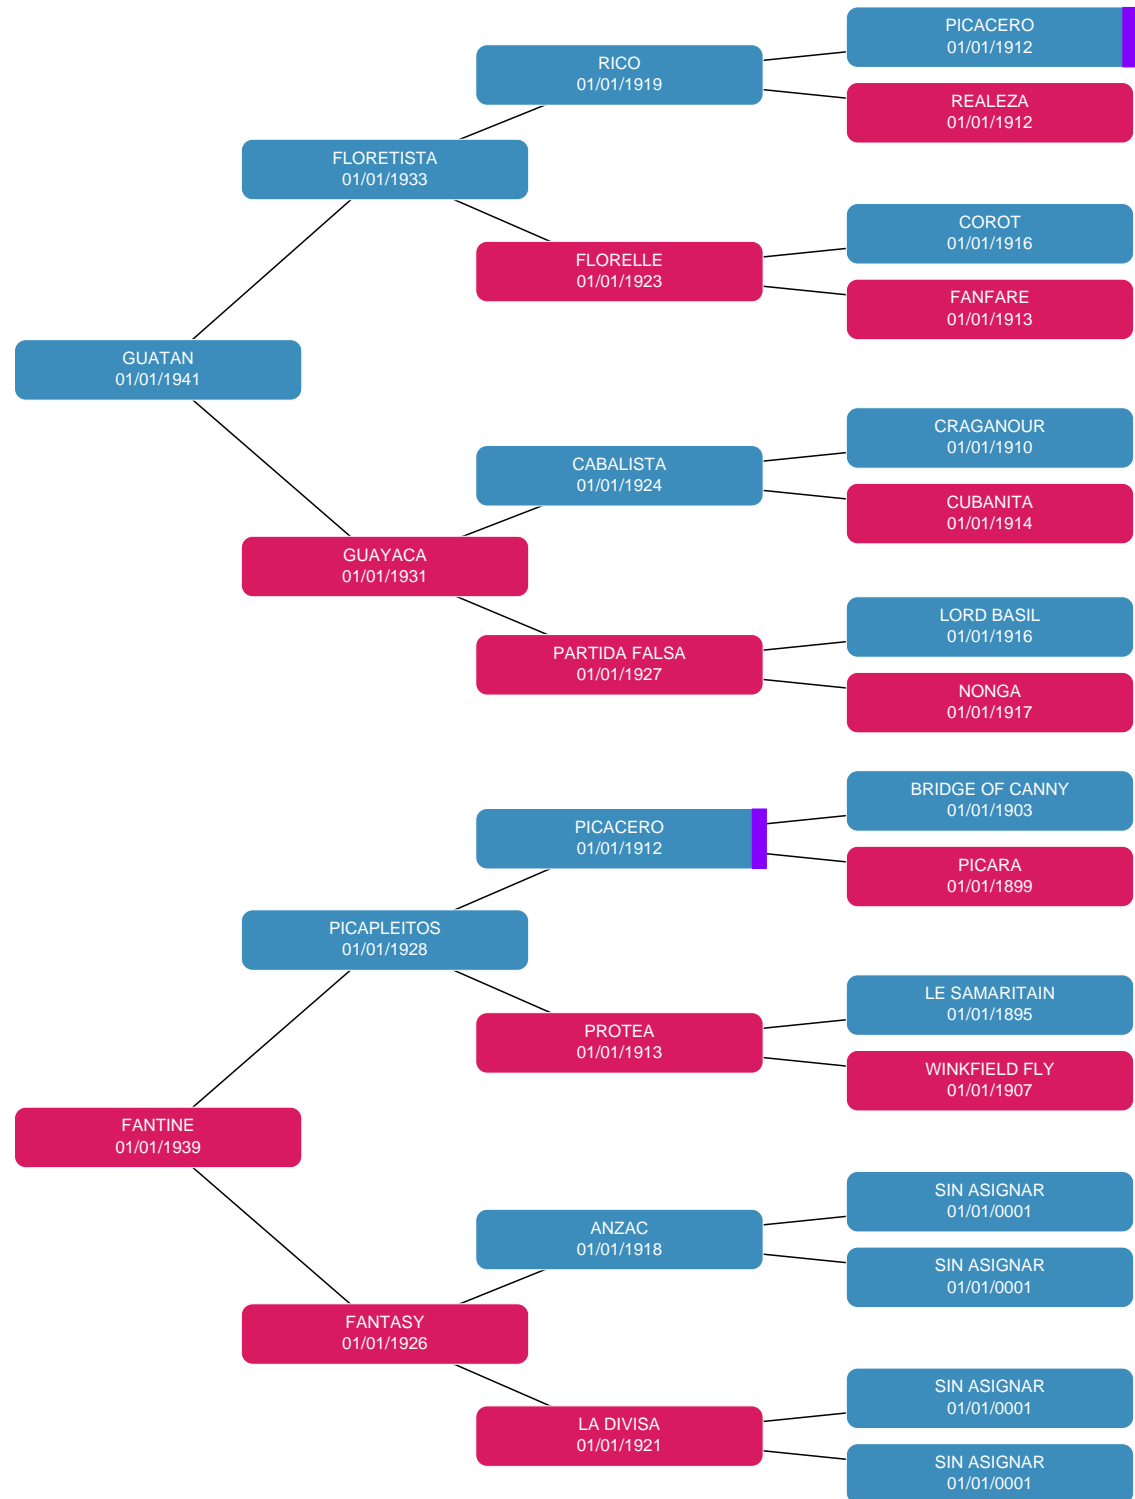 PICACERO
01/01/1912
RICO
01/01/1919
REALEZA
01/01/1912
FLORETISTA
01/01/1933
COROT
01/01/1916
FLORELLE
01/01/1923
FANFARE
01/01/1913
GUATAN
01/01/1941
CRAGANOUR
01/01/1910
CABALISTA
01/01/1924
CUBANITA
01/01/1914
GUAYACA
01/01/1931
LORD BASIL
01/01/1916
PARTIDA FALSA
01/01/1927
NONGA
01/01/1917
BRIDGE OF CANNY
01/01/1903
PICACERO
01/01/1912
PICARA
01/01/1899
PICAPLEITOS
01/01/1928
LE SAMARITAIN
01/01/1895
PROTEA
01/01/1913
WINKFIELD FLY
01/01/1907
FANTINE
01/01/1939
SIN ASIGNAR
01/01/0001
ANZAC
01/01/1918
SIN ASIGNAR
01/01/0001
FANTASY
01/01/1926
SIN ASIGNAR
01/01/0001
LA DIVISA
01/01/1921
SIN ASIGNAR
01/01/0001